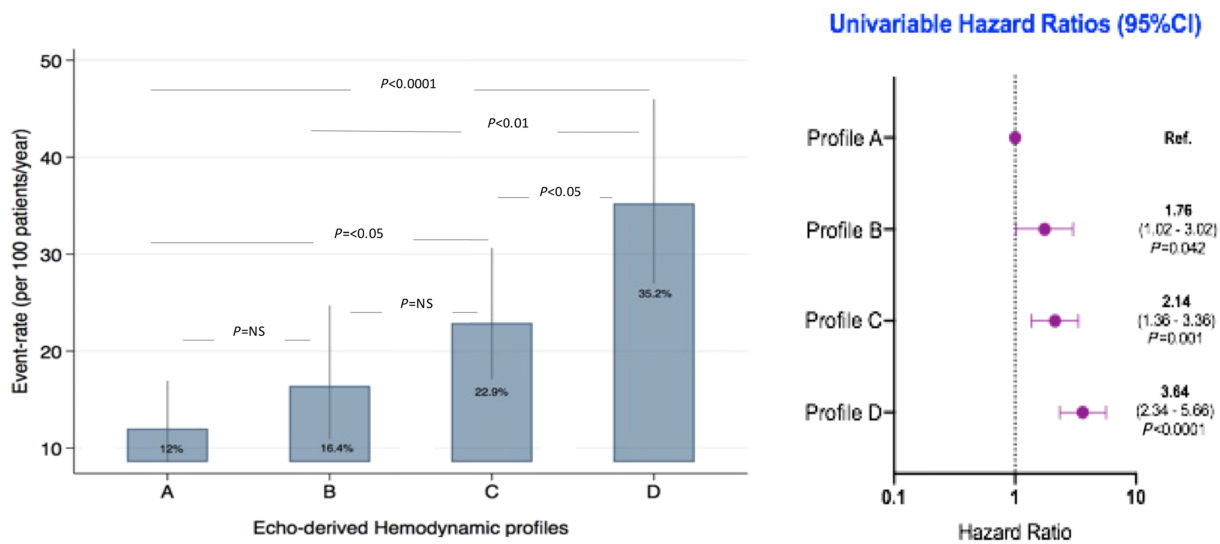 Univariable Hazard Ratios (95%CI)
50
40
30
20
10
Event-rate (per 100 patients/year)
P<0.0001
P<0.01
P<0.05
P=<0.05
P=NS
P=NS
12%
16.4%
22.9%
35.2%
A
B
C
D
Echo-derived Hemodynamic profiles
Profile A
Ref.
Profile B
1.76
(1.02 - 3.02)
P=0.042
Profile C
2.14
(1.36 - 3.36)
P=0.001
Profile D
3.64
(2.34 - 5.66)
P<0.0001
0.1
1
10
Hazard Ratio